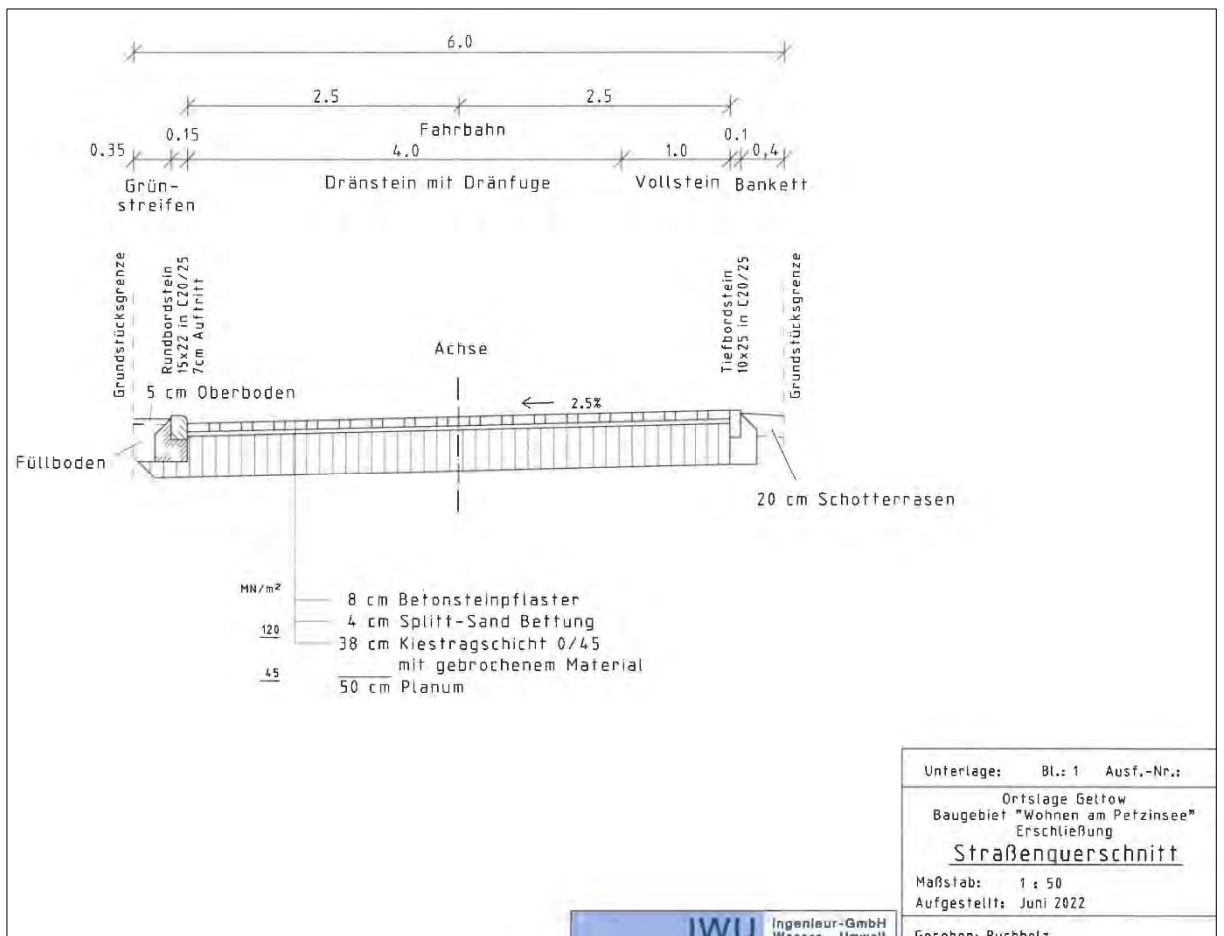 6.0
2.5 2.5
Fahrbahn
0.35 0.15 4.0 1.0 0.1 0,4
Grün-
streifen
Dränstein mit Dränfuge
Vollstein
Bankett
Grundstücksgrenze
Rundbordstein
15x22 in C20/25
7cm Auftritt
Tiefbordstein
10x25 in C20/25
Grundstücksgrenze
Achse
5 cm Oberboden
2.5%
Füllboden
20 cm Schotterrasen
MN/m²
8 cm Betonsteinpflaster
4 cm Splitt-Sand Bettung
120
38 cm Kiestragschicht 0/45
mit gebrochenem Material
45
50 cm Planum
Unterlage: Bl.: 1 Ausf.-Nr.:
Ortslage Geltow
Baugebiet "Wohnen am Petzinsee"
Erschließung
Straßenquerschnitt
Maßstab: 1 : 50
Aufgestellt: Juni 2022
IWU Ingenieur-GmbH